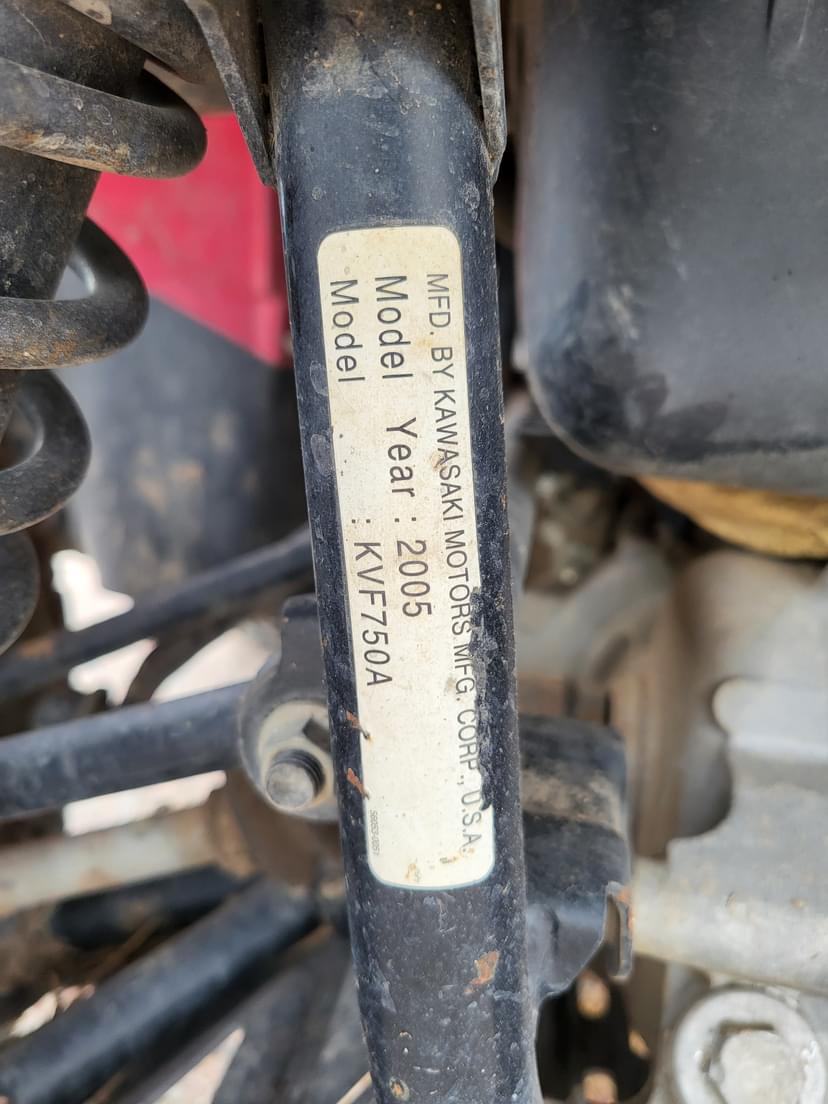 MFD. BY KAWASAKI MOTORS MFG. CORP., U.S.A.
Model Year : 2005
Model : KVF750A